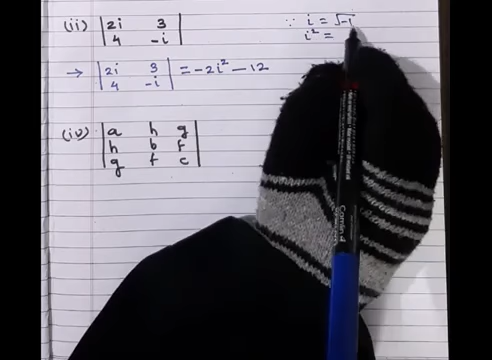 (ii) | 2i 3 | ∵ i = √-1
| 4 -i | i² =
→ | 2i 3 | = -2i² - 12
| 4 -i |
(iv) | a h g |
| h b f |
| g f c |